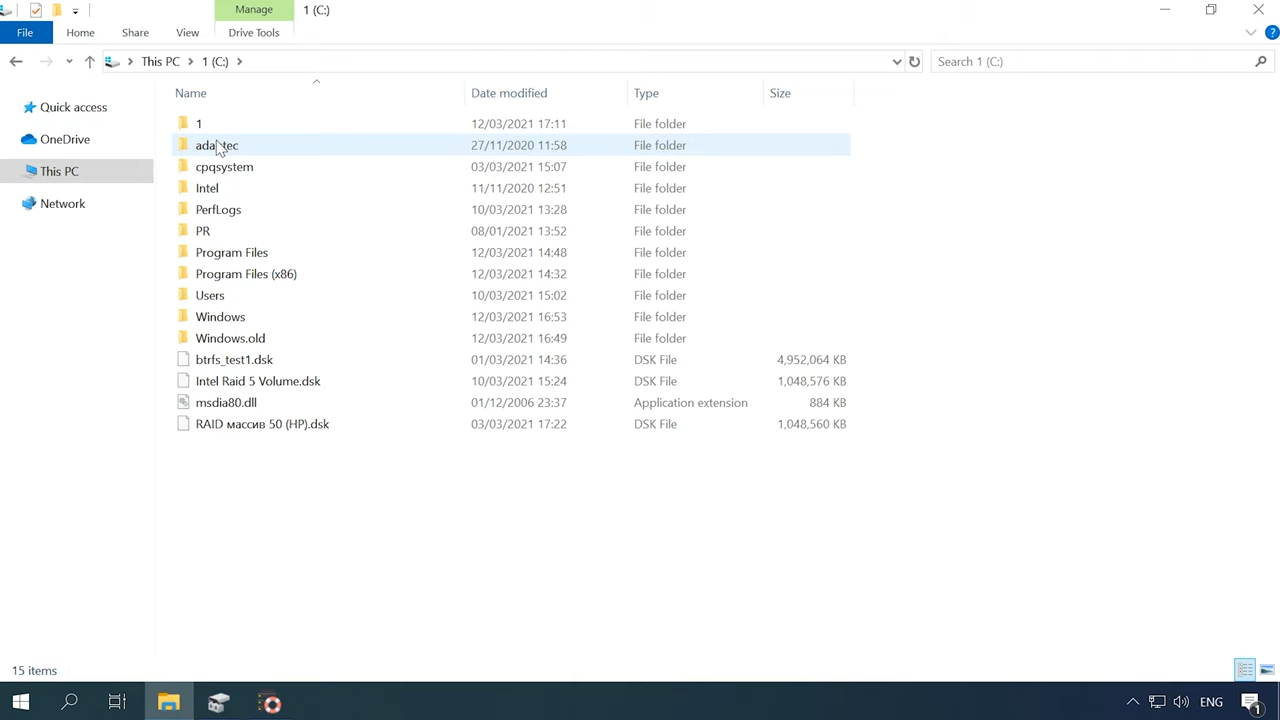 Manage
1 (C:)
File
Home
Share
View
Drive Tools
This PC
1 (C:)
Search 1 (C:)
Quick access
OneDrive
This PC
Network
Name Date modified Type Size
1 12/03/2021 17:11 File folder
adaptec 27/11/2020 11:58 File folder
cpqsystem 03/03/2021 15:07 File folder
Intel 11/11/2020 12:51 File folder
PerfLogs 10/03/2021 13:28 File folder
PR 08/01/2021 13:52 File folder
Program Files 12/03/2021 14:48 File folder
Program Files (x86) 12/03/2021 14:32 File folder
Users 10/03/2021 15:02 File folder
Windows 12/03/2021 16:53 File folder
Windows.old 12/03/2021 16:49 File folder
btrfs_test1.dsk 01/03/2021 14:36 DSK File 4,952,064 KB
Intel Raid 5 Volume.dsk 10/03/2021 15:24 DSK File 1,048,576 KB
msdia80.dll 01/12/2006 23:37 Application extension 884 KB
RAID массив 50 (HP).dsk 03/03/2021 17:22 DSK File 1,048,560 KB
15 items
ENG
1